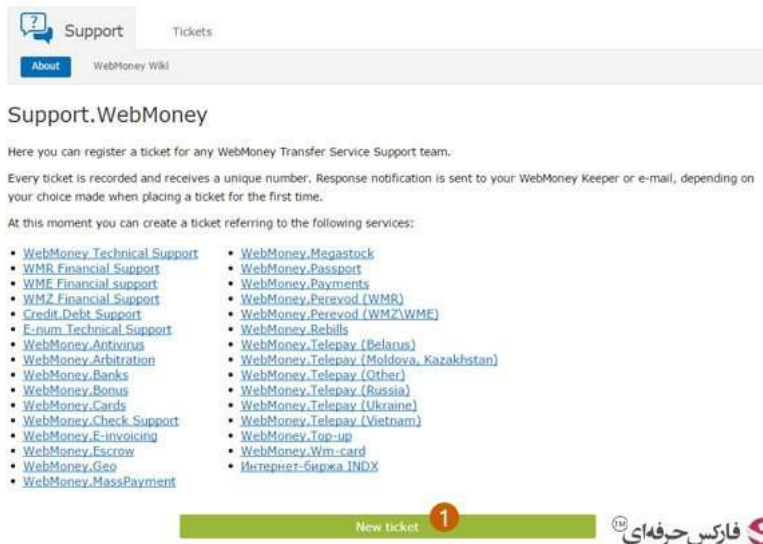 Support
Tickets
About
WebMoney Wiki
Support.WebMoney
Here you can register a ticket for any WebMoney Transfer Service Support team.
Every ticket is recorded and receives a unique number. Response notification is sent to your WebMoney Keeper or e-mail, depending on
your choice made when placing a ticket for the first time.
At this moment you can create a ticket referring to the following services:
WebMoney Technical Support
WMR Financial Support
WME Financial support
WMZ Financial Support
Credit.Debt Support
E-num Technical Support
WebMoney.Antivirus
WebMoney.Arbitration
WebMoney.Banks
WebMoney.Bonus
WebMoney.Cards
WebMoney.Check Support
WebMoney.E-invoicing
WebMoney.Escrow
WebMoney.Geo
WebMoney.MassPayment
WebMoney.Megastock
WebMoney.Passport
WebMoney.Payments
WebMoney.Perevod (WMR)
WebMoney.Perevod (WMZ\WME)
WebMoney.Rebills
WebMoney.Telepay (Belarus)
WebMoney.Telepay (Moldova, Kazakhstan)
WebMoney.Telepay (Other)
WebMoney.Telepay (Russia)
WebMoney.Telepay (Ukraine)
WebMoney.Telepay (Vietnam)
WebMoney.Top-up
WebMoney.Wm-card
Интернет-биржа INDX
New ticket 1
فارکس حرفه‌ای™